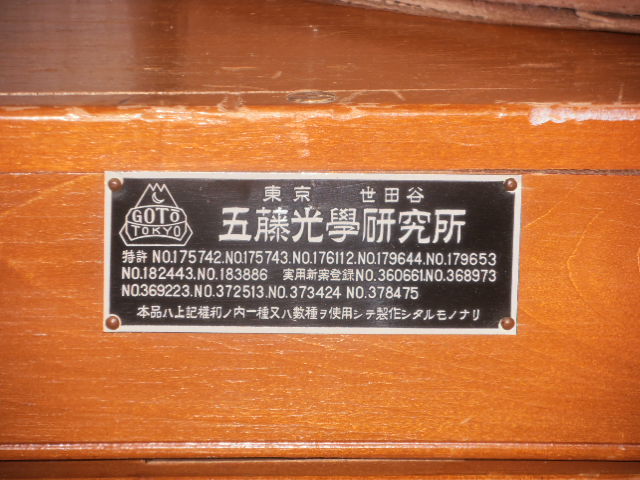 GOTO
TOKYO
東京 世田谷
五藤光學研究所
特許 NO.175742.NO.175743.NO.176112.NO.179644.NO.179653
NO.182443.NO.183886 実用新案登録NO.360661.NO.368973
NO.369223.NO.372513.NO.373424 NO.378475
本品ハ上記權利ノ内一種又ハ數種ヲ使用シテ製作シタルモノナリ